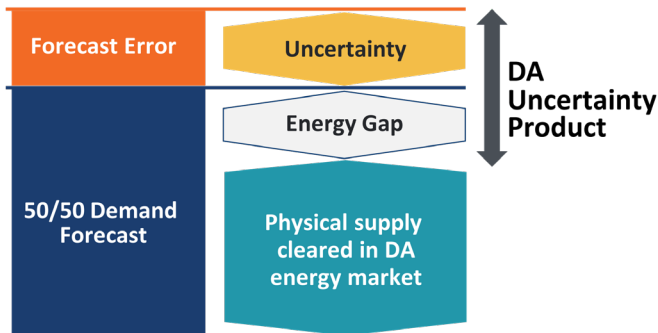 Forecast Error
Uncertainty
DA
Uncertainty
Product
Energy Gap
50/50 Demand
Forecast
Physical supply
cleared in DA
energy market